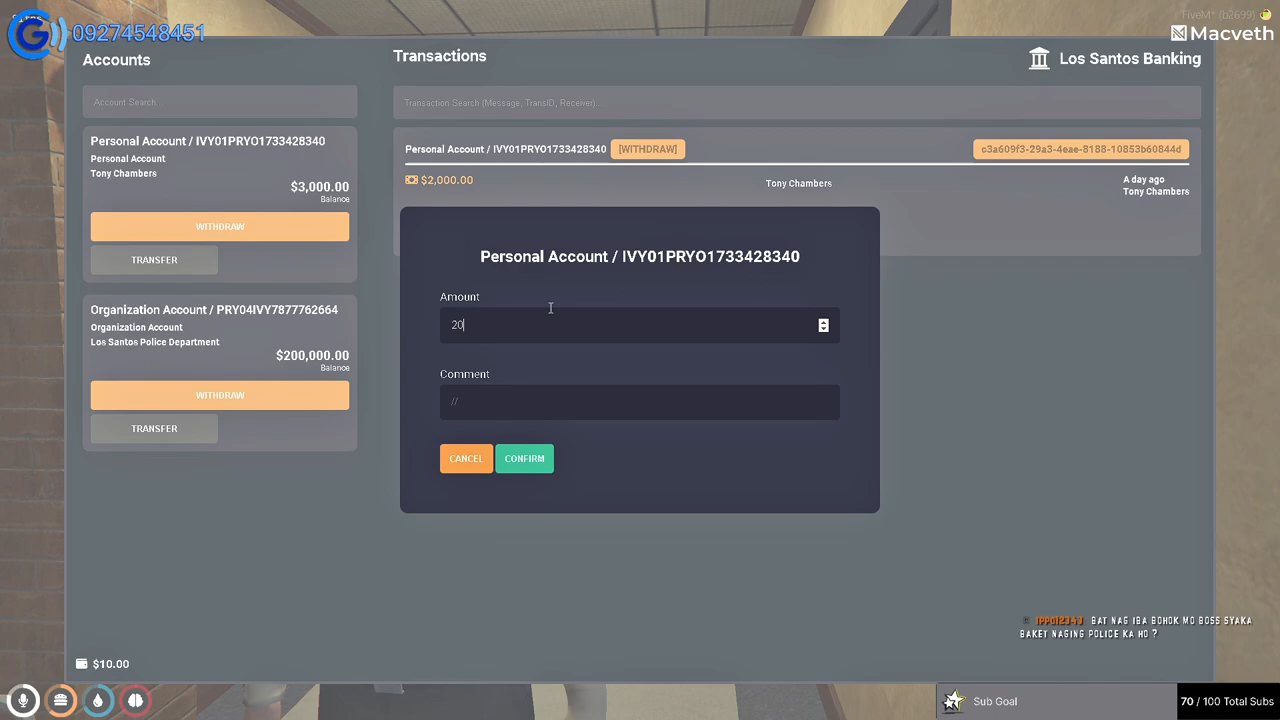 09274548451
FiveM* (b2699)
Macveth
Accounts
Transactions
Los Santos Banking
Account Search...
Transaction Search (Message, TransID, Receiver)...
Personal Account / IVY01PRYO1733428340
Personal Account
Tony Chambers
$3,000.00
Balance
WITHDRAW
TRANSFER
Organization Account / PRY04IVY7877762664
Organization Account
Los Santos Police Department
$200,000.00
Balance
WITHDRAW
TRANSFER
Personal Account / IVY01PRYO1733428340 [WITHDRAW]
c3a609f3-29a3-4eae-8188-10853b60844d
$2,000.00
Tony Chambers
A day ago
Tony Chambers
Personal Account / IVY01PRYO1733428340
Amount
20
Comment
//
CANCEL CONFIRM
$10.00
IPPO12343 BAT NAG IBA BOHOK MO BOSS SYAKA
BAKET NAGING POLICE KA HO ?
Sub Goal
70 / 100 Total Subs